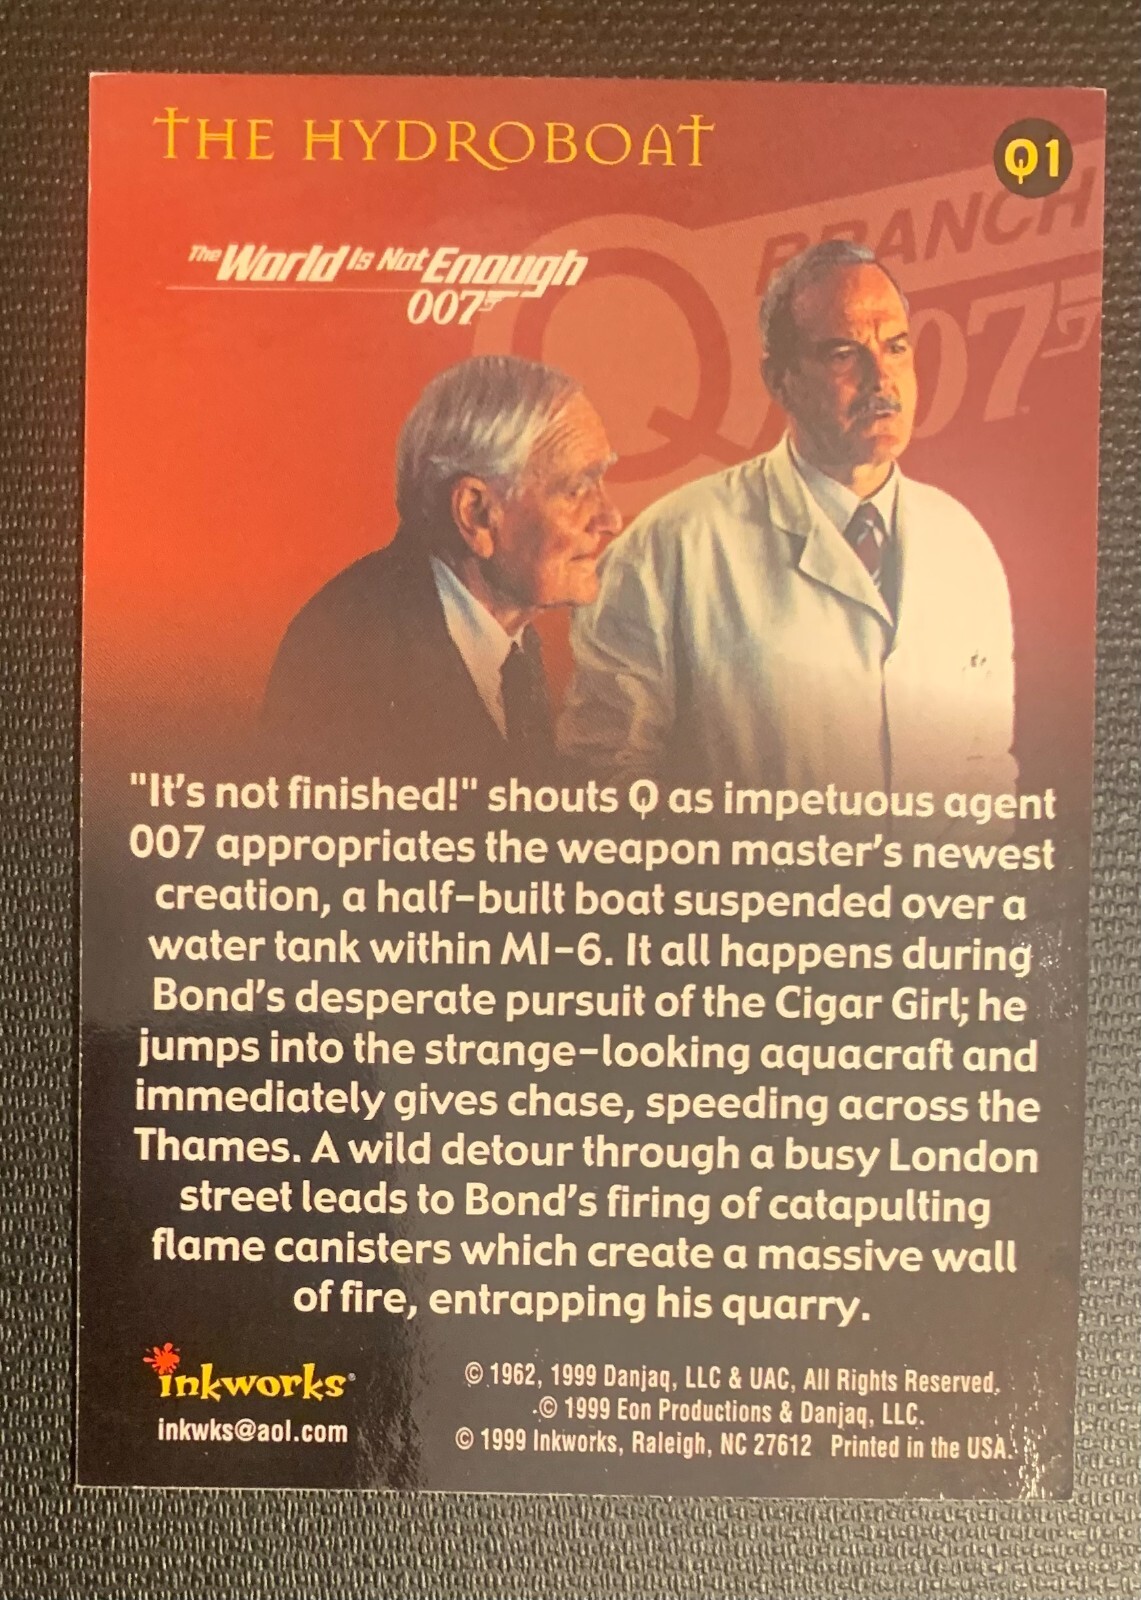 THE HYDROBOAT
Q1
BRANCH
Q
007
The World Is Not Enough
007
"It's not finished!" shouts Q as impetuous agent
007 appropriates the weapon master's newest
creation, a half-built boat suspended over a
water tank within MI-6. It all happens during
Bond's desperate pursuit of the Cigar Girl; he
jumps into the strange-looking aquacraft and
immediately gives chase, speeding across the
Thames. A wild detour through a busy London
street leads to Bond's firing of catapulting
flame canisters which create a massive wall
of fire, entrapping his quarry.
inkworks®
inkwks@aol.com
© 1962, 1999 Danjaq, LLC & UAC, All Rights Reserved.
© 1999 Eon Productions & Danjaq, LLC.
© 1999 Inkworks, Raleigh, NC 27612 Printed in the USA.